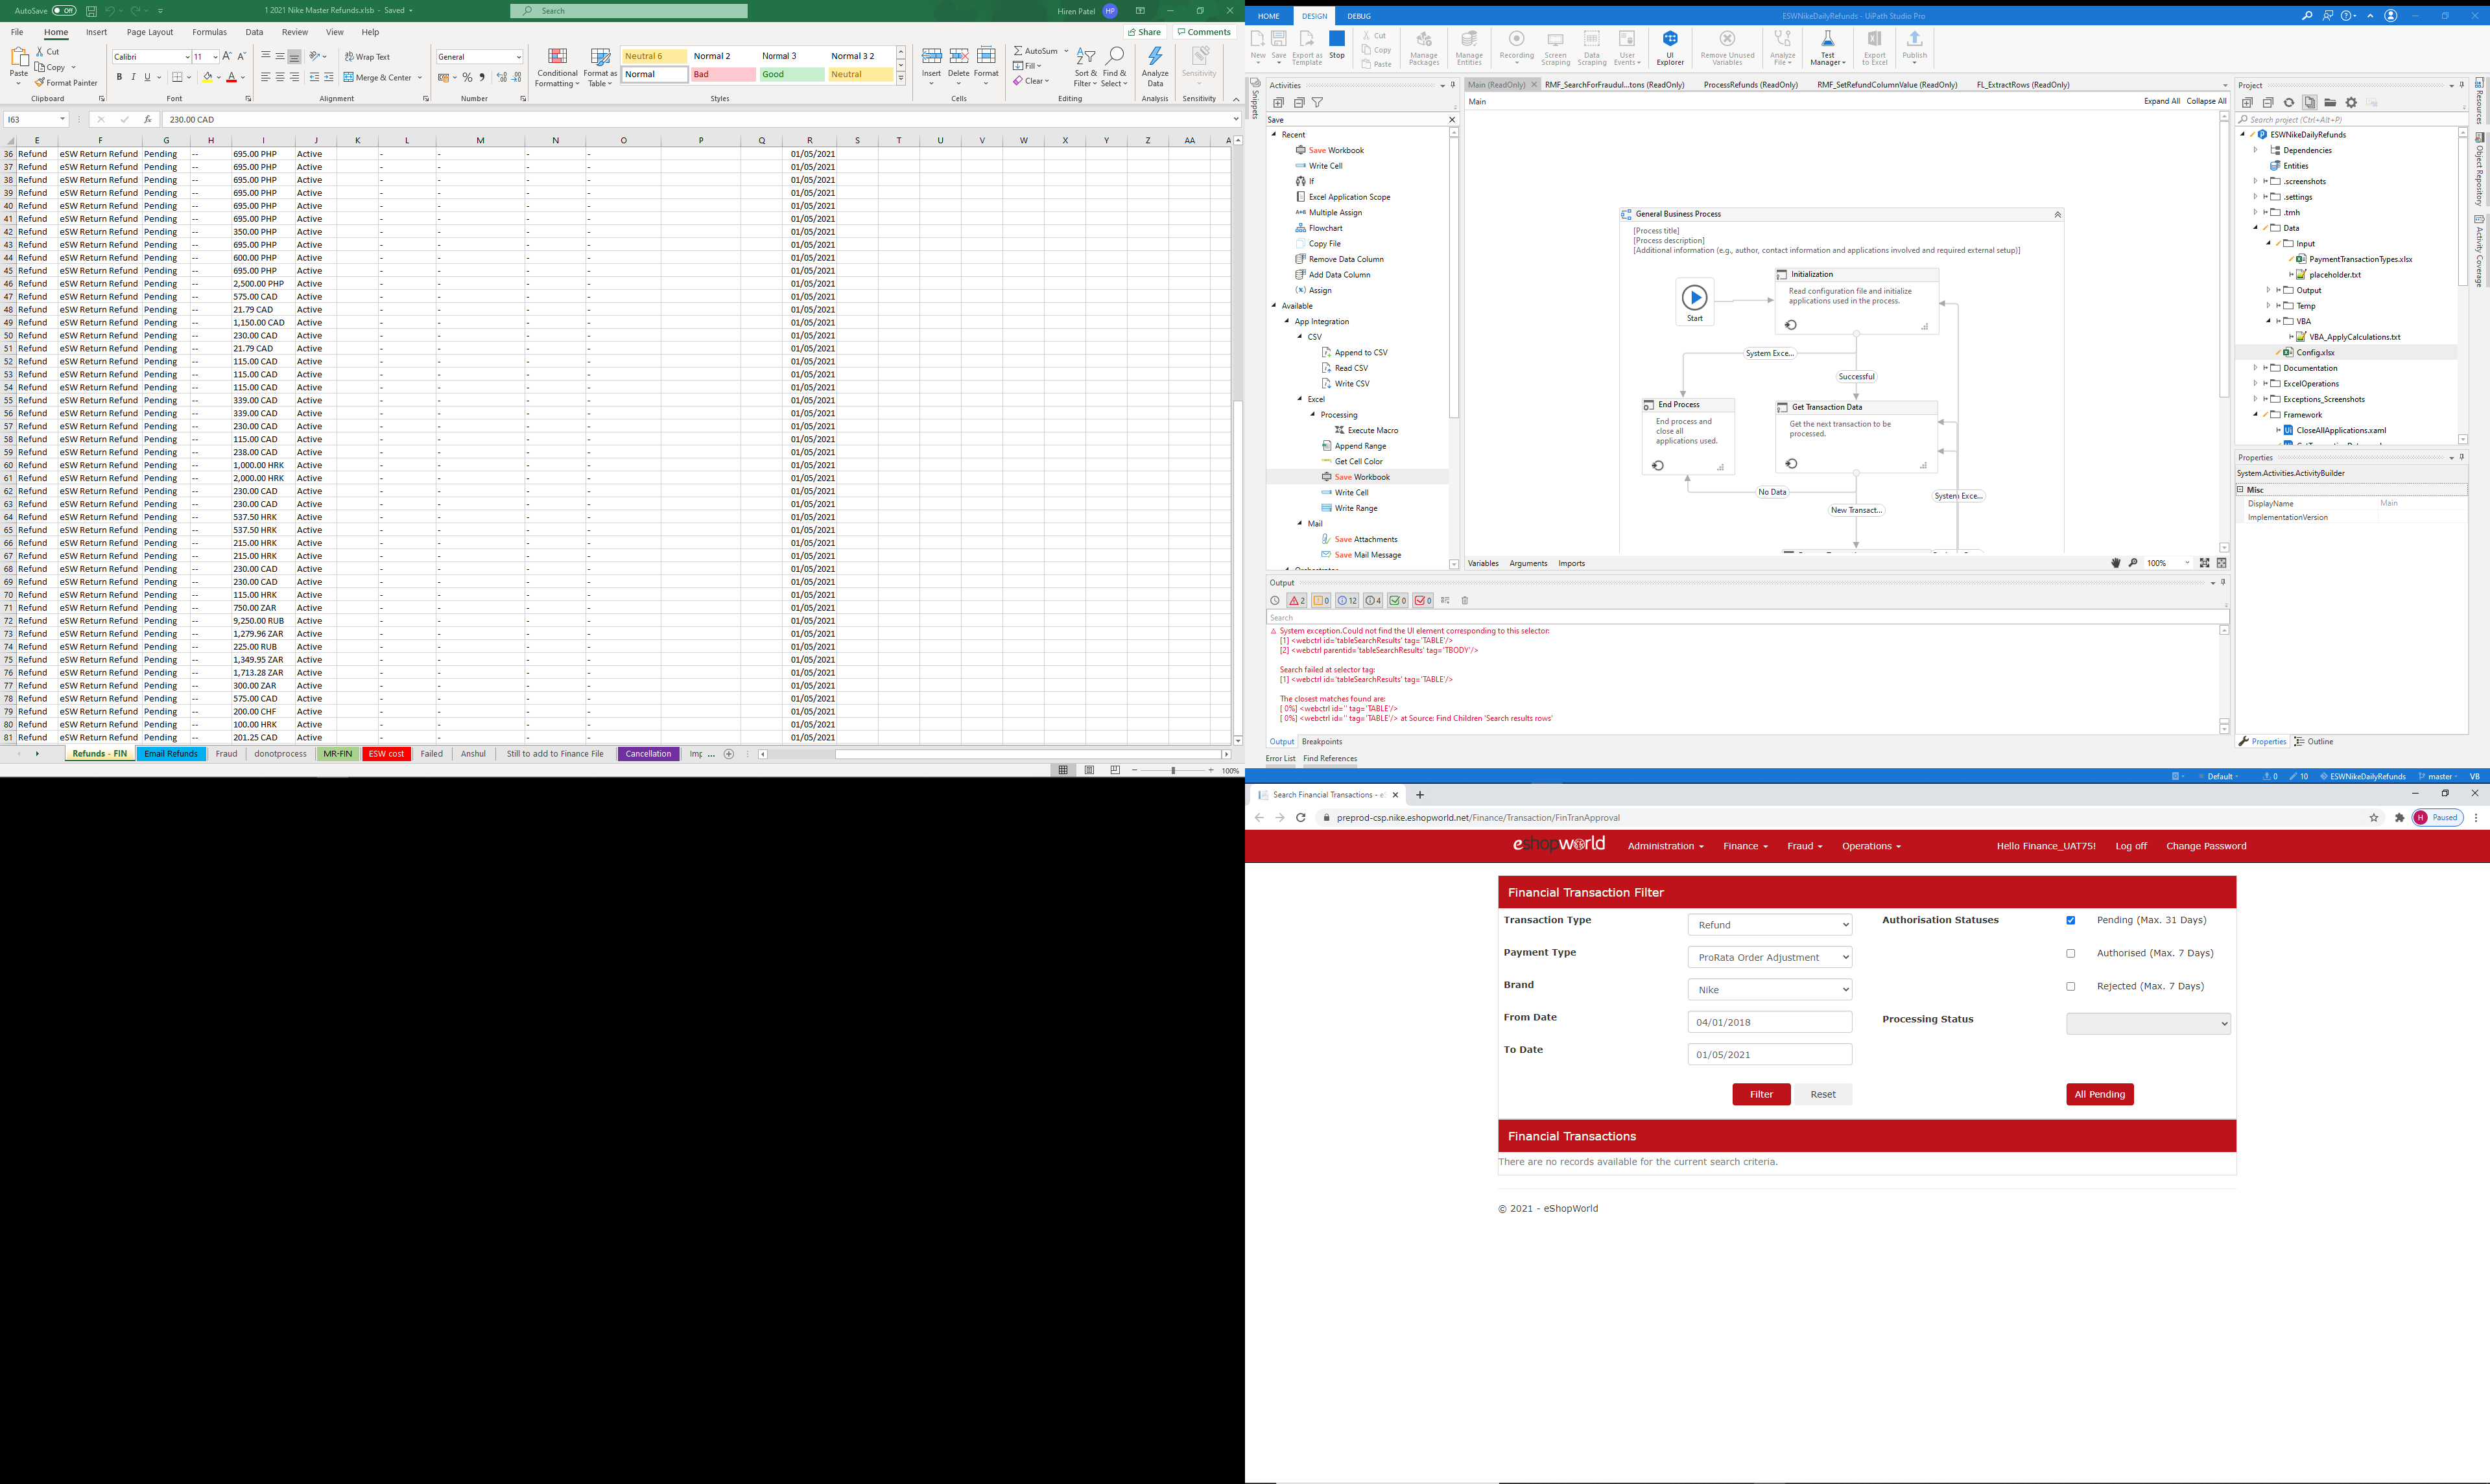 AutoSave Off 1 2021 Nike Master Refunds.xlsb - Saved Search Hiren Patel HP
File Home Insert Page Layout Formulas Data Review View Help Share Comments
Paste Cut Copy Format Painter Clipboard
Calibri 11 B I U A Font
Wrap Text Merge & Center Alignment
General % Number
Conditional Formatting Format as Table
Neutral 6 Normal 2 Normal 3 Normal 3 2
Normal Bad Good Neutral
Styles
Insert Delete Format Cells
AutoSum Fill Clear Sort & Filter Find & Select Editing
Analyze Data Analysis Sensitivity Sensitivity
I63 fx 230.00 CAD
E F G H I J K L M N O P Q R S T U V W X Y Z AA A
36 Refund eSW Return Refund Pending -- 695.00 PHP Active - - - - 01/05/2021
37 Refund eSW Return Refund Pending -- 695.00 PHP Active - - - - 01/05/2021
38 Refund eSW Return Refund Pending -- 695.00 PHP Active - - - - 01/05/2021
39 Refund eSW Return Refund Pending -- 695.00 PHP Active - - - - 01/05/2021
40 Refund eSW Return Refund Pending -- 695.00 PHP Active - - - - 01/05/2021
41 Refund eSW Return Refund Pending -- 695.00 PHP Active - - - - 01/05/2021
42 Refund eSW Return Refund Pending -- 350.00 PHP Active - - - - 01/05/2021
43 Refund eSW Return Refund Pending -- 695.00 PHP Active - - - - 01/05/2021
44 Refund eSW Return Refund Pending -- 600.00 PHP Active - - - - 01/05/2021
45 Refund eSW Return Refund Pending -- 695.00 PHP Active - - - - 01/05/2021
46 Refund eSW Return Refund Pending -- 2,500.00 PHP Active - - - - 01/05/2021
47 Refund eSW Return Refund Pending -- 575.00 CAD Active - - - - 01/05/2021
48 Refund eSW Return Refund Pending -- 21.79 CAD Active - - - - 01/05/2021
49 Refund eSW Return Refund Pending -- 1,150.00 CAD Active - - - - 01/05/2021
50 Refund eSW Return Refund Pending -- 230.00 CAD Active - - - - 01/05/2021
51 Refund eSW Return Refund Pending -- 21.79 CAD Active - - - - 01/05/2021
52 Refund eSW Return Refund Pending -- 115.00 CAD Active - - - - 01/05/2021
53 Refund eSW Return Refund Pending -- 115.00 CAD Active - - - - 01/05/2021
54 Refund eSW Return Refund Pending -- 115.00 CAD Active - - - - 01/05/2021
55 Refund eSW Return Refund Pending -- 339.00 CAD Active - - - - 01/05/2021
56 Refund eSW Return Refund Pending -- 339.00 CAD Active - - - - 01/05/2021
57 Refund eSW Return Refund Pending -- 230.00 CAD Active - - - - 01/05/2021
58 Refund eSW Return Refund Pending -- 115.00 CAD Active - - - - 01/05/2021
59 Refund eSW Return Refund Pending -- 238.00 CAD Active - - - - 01/05/2021
60 Refund eSW Return Refund Pending -- 1,000.00 HRK Active - - - - 01/05/2021
61 Refund eSW Return Refund Pending -- 2,000.00 HRK Active - - - - 01/05/2021
62 Refund eSW Return Refund Pending -- 230.00 CAD Active - - - - 01/05/2021
63 Refund eSW Return Refund Pending -- 230.00 CAD Active - - - - 01/05/2021
64 Refund eSW Return Refund Pending -- 537.50 HRK Active - - - - 01/05/2021
65 Refund eSW Return Refund Pending -- 537.50 HRK Active - - - - 01/05/2021
66 Refund eSW Return Refund Pending -- 215.00 HRK Active - - - - 01/05/2021
67 Refund eSW Return Refund Pending -- 215.00 HRK Active - - - - 01/05/2021
68 Refund eSW Return Refund Pending -- 230.00 CAD Active - - - - 01/05/2021
69 Refund eSW Return Refund Pending -- 230.00 CAD Active - - - - 01/05/2021
70 Refund eSW Return Refund Pending -- 115.00 HRK Active - - - - 01/05/2021
71 Refund eSW Return Refund Pending -- 750.00 ZAR Active - - - - 01/05/2021
72 Refund eSW Return Refund Pending -- 9,250.00 RUB Active - - - - 01/05/2021
73 Refund eSW Return Refund Pending -- 1,279.96 ZAR Active - - - - 01/05/2021
74 Refund eSW Return Refund Pending -- 225.00 RUB Active - - - - 01/05/2021
75 Refund eSW Return Refund Pending -- 1,349.95 ZAR Active - - - - 01/05/2021
76 Refund eSW Return Refund Pending -- 1,713.28 ZAR Active - - - - 01/05/2021
77 Refund eSW Return Refund Pending -- 300.00 ZAR Active - - - - 01/05/2021
78 Refund eSW Return Refund Pending -- 575.00 CAD Active - - - - 01/05/2021
79 Refund eSW Return Refund Pending -- 200.00 CHF Active - - - - 01/05/2021
80 Refund eSW Return Refund Pending -- 100.00 HRK Active - - - - 01/05/2021
81 Refund eSW Return Refund Pending -- 201.25 CAD Active - - - - 01/05/2021
Refunds - FIN Email Refunds Fraud donotprocess MR-FIN ESW cost Failed Anshul Still to add to Finance File Cancellation Imp ...
100%
HOME DESIGN DEBUG ESWNikeDailyRefunds - UiPath Studio Pro
New Save Export as Template Stop Cut Copy Paste Manage Packages Manage Entities Recording Screen Scraping Data Scraping User Events UI Explorer Remove Unused Variables Analyze File Test Manager Export to Excel Publish
Snippets
Activities
Save
Recent
Save Workbook
Write Cell
If
Excel Application Scope
Multiple Assign
Flowchart
Copy File
Remove Data Column
Add Data Column
Assign
Available
App Integration
CSV
Append to CSV
Read CSV
Write CSV
Excel
Processing
Execute Macro
Append Range
Get Cell Color
Save Workbook
Write Cell
Write Range
Mail
Save Attachments
Save Mail Message
Main (ReadOnly) RMF_SearchForFraudul...tons (ReadOnly) ProcessRefunds (ReadOnly) RMF_SetRefundColumnValue (ReadOnly) FL_ExtractRows (ReadOnly)
Main Expand All Collapse All
General Business Process
[Process title]
[Process description]
[Additional information (e.g., author, contact information and applications involved and required external setup)]
Start
Initialization
Read configuration file and initialize
applications used in the process.
System Exce...
Successful
End Process
End process and
close all
applications used.
Get Transaction Data
Get the next transaction to be
processed.
No Data
New Transact...
System Exce...
Variables Arguments Imports 100%
Output
2 0 12 4 0 0
Search
System exception.Could not find the UI element corresponding to this selector:
[1] <webctrl id='tableSearchResults' tag='TABLE'/>
[2] <webctrl parentid='tableSearchResults' tag='TBODY'/>
Search failed at selector tag:
[1] <webctrl id='tableSearchResults' tag='TABLE'/>
The closest matches found are:
[ 0%] <webctrl id='' tag='TABLE'/>
[ 0%] <webctrl id='' tag='TABLE'/> at Source: Find Children 'Search results rows'
Output Breakpoints
Error List Find References
Project
Search project (Ctrl+Alt+P)
ESWNikeDailyRefunds
Dependencies
Entities
.screenshots
.settings
.tmh
Data
Input
PaymentTransactionTypes.xlsx
placeholder.txt
Output
Temp
VBA
VBA_ApplyCalculations.txt
Config.xlsx
Documentation
ExcelOperations
Exceptions_Screenshots
Framework
CloseAllApplications.xaml
Properties
System.Activities.ActivityBuilder
Misc
DisplayName Main
ImplementationVersion
Properties Outline
Resources
Object Repository
Activity Coverage
Default 0 10 ESWNikeDailyRefunds master VB
Search Financial Transactions - e
preprod-csp.nike.eshopworld.net/Finance/Transaction/FinTranApproval H Paused
eshopworld Administration Finance Fraud Operations Hello Finance_UAT75! Log off Change Password
Financial Transaction Filter
Transaction Type Refund Authorisation Statuses Pending (Max. 31 Days)
Payment Type ProRata Order Adjustment Authorised (Max. 7 Days)
Brand Nike Rejected (Max. 7 Days)
From Date 04/01/2018 Processing Status
To Date 01/05/2021
Filter Reset All Pending
Financial Transactions
There are no records available for the current search criteria.
© 2021 - eShopWorld